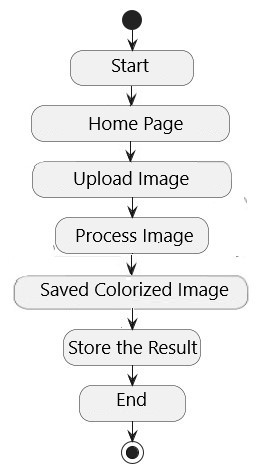 Start
Home Page
Upload Image
Process Image
Saved Colorized Image
Store the Result
End